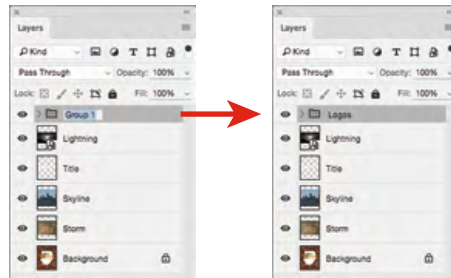 Layers
Kind
Pass Through Opacity: 100%
Lock: Fill: 100%
Group 1
Lightning
Title
Skyline
Storm
Background
Layers
Kind
Pass Through Opacity: 100%
Lock: Fill: 100%
Logos
Lightning
Title
Skyline
Storm
Background